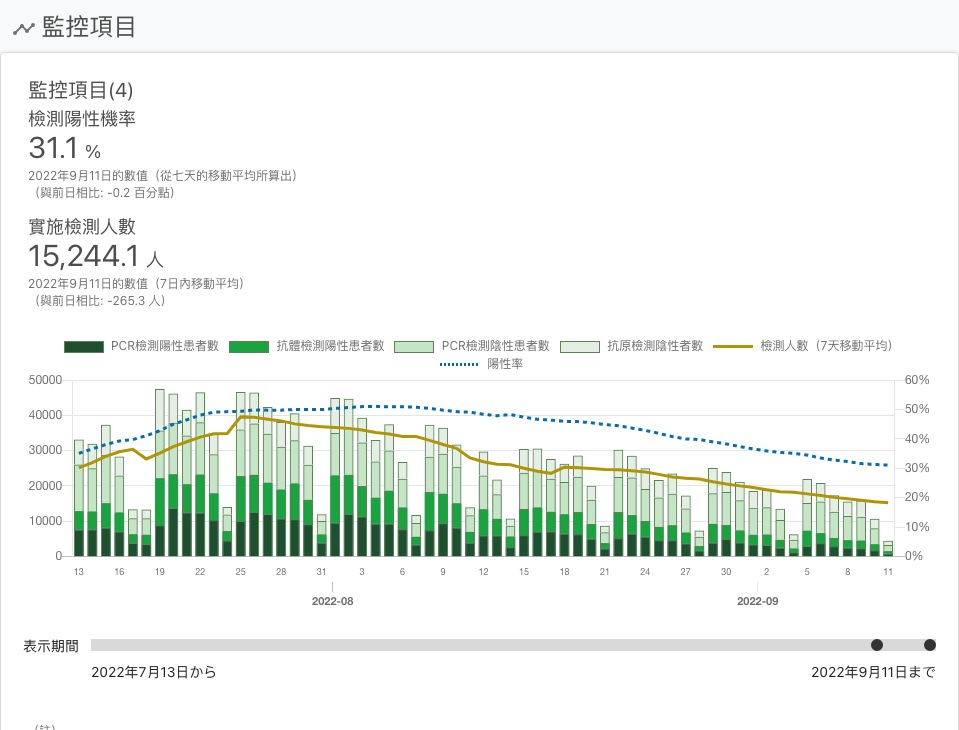 監控項目
監控項目(4)
檢測陽性機率
31.1 %
2022年9月11日的數值（從七天的移動平均所算出）
（與前日相比: -0.2 百分點）
實施檢測人數
15,244.1 人
2022年9月11日的數值（7日內移動平均）
（與前日相比: -265.3 人）
PCR檢測陽性患者數 抗體檢測陽性患者數 PCR檢測陰性患者數 抗原檢測陰性者數 檢測人數（7天移動平均）
陽性率
50000 60%
40000 50%
30000 40%
20000 30%
10000 20%
0 10%
0%
13 16 19 22 25 28 31 3 6 9 12 15 18 21 24 27 30 2 5 8 11
2022-08 2022-09
表示期間
2022年7月13日から 2022年9月11日まで
（註）